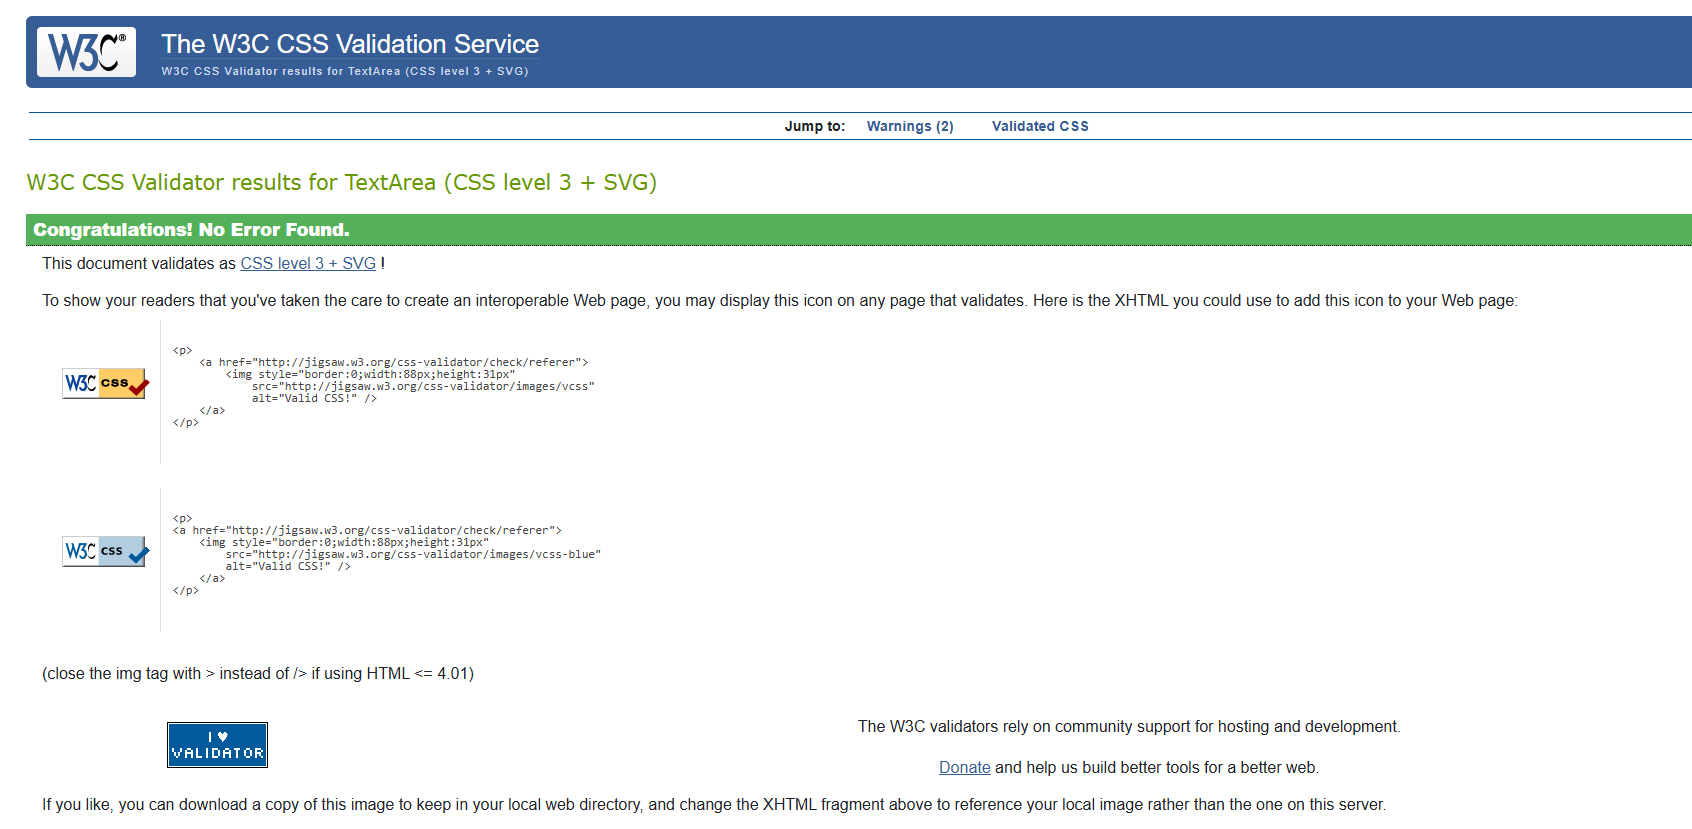 W3C® The W3C CSS Validation Service
W3C CSS Validator results for TextArea (CSS level 3 + SVG)
Jump to: Warnings (2) Validated CSS
W3C CSS Validator results for TextArea (CSS level 3 + SVG)
Congratulations! No Error Found.
This document validates as CSS level 3 + SVG !
To show your readers that you've taken the care to create an interoperable Web page, you may display this icon on any page that validates. Here is the XHTML you could use to add this icon to your Web page:
<p>
<a href="http://jigsaw.w3.org/css-validator/check/referer">
<img style="border:0;width:88px;height:31px"
W3C css src="http://jigsaw.w3.org/css-validator/images/vcss"
alt="Valid CSS!" />
</a>
</p>
<p>
<a href="http://jigsaw.w3.org/css-validator/check/referer">
<img style="border:0;width:88px;height:31px"
W3C css src="http://jigsaw.w3.org/css-validator/images/vcss-blue"
alt="Valid CSS!" />
</a>
</p>
(close the img tag with > instead of /> if using HTML <= 4.01)
I ♥
VALIDATOR
The W3C validators rely on community support for hosting and development.
Donate and help us build better tools for a better web.
If you like, you can download a copy of this image to keep in your local web directory, and change the XHTML fragment above to reference your local image rather than the one on this server.